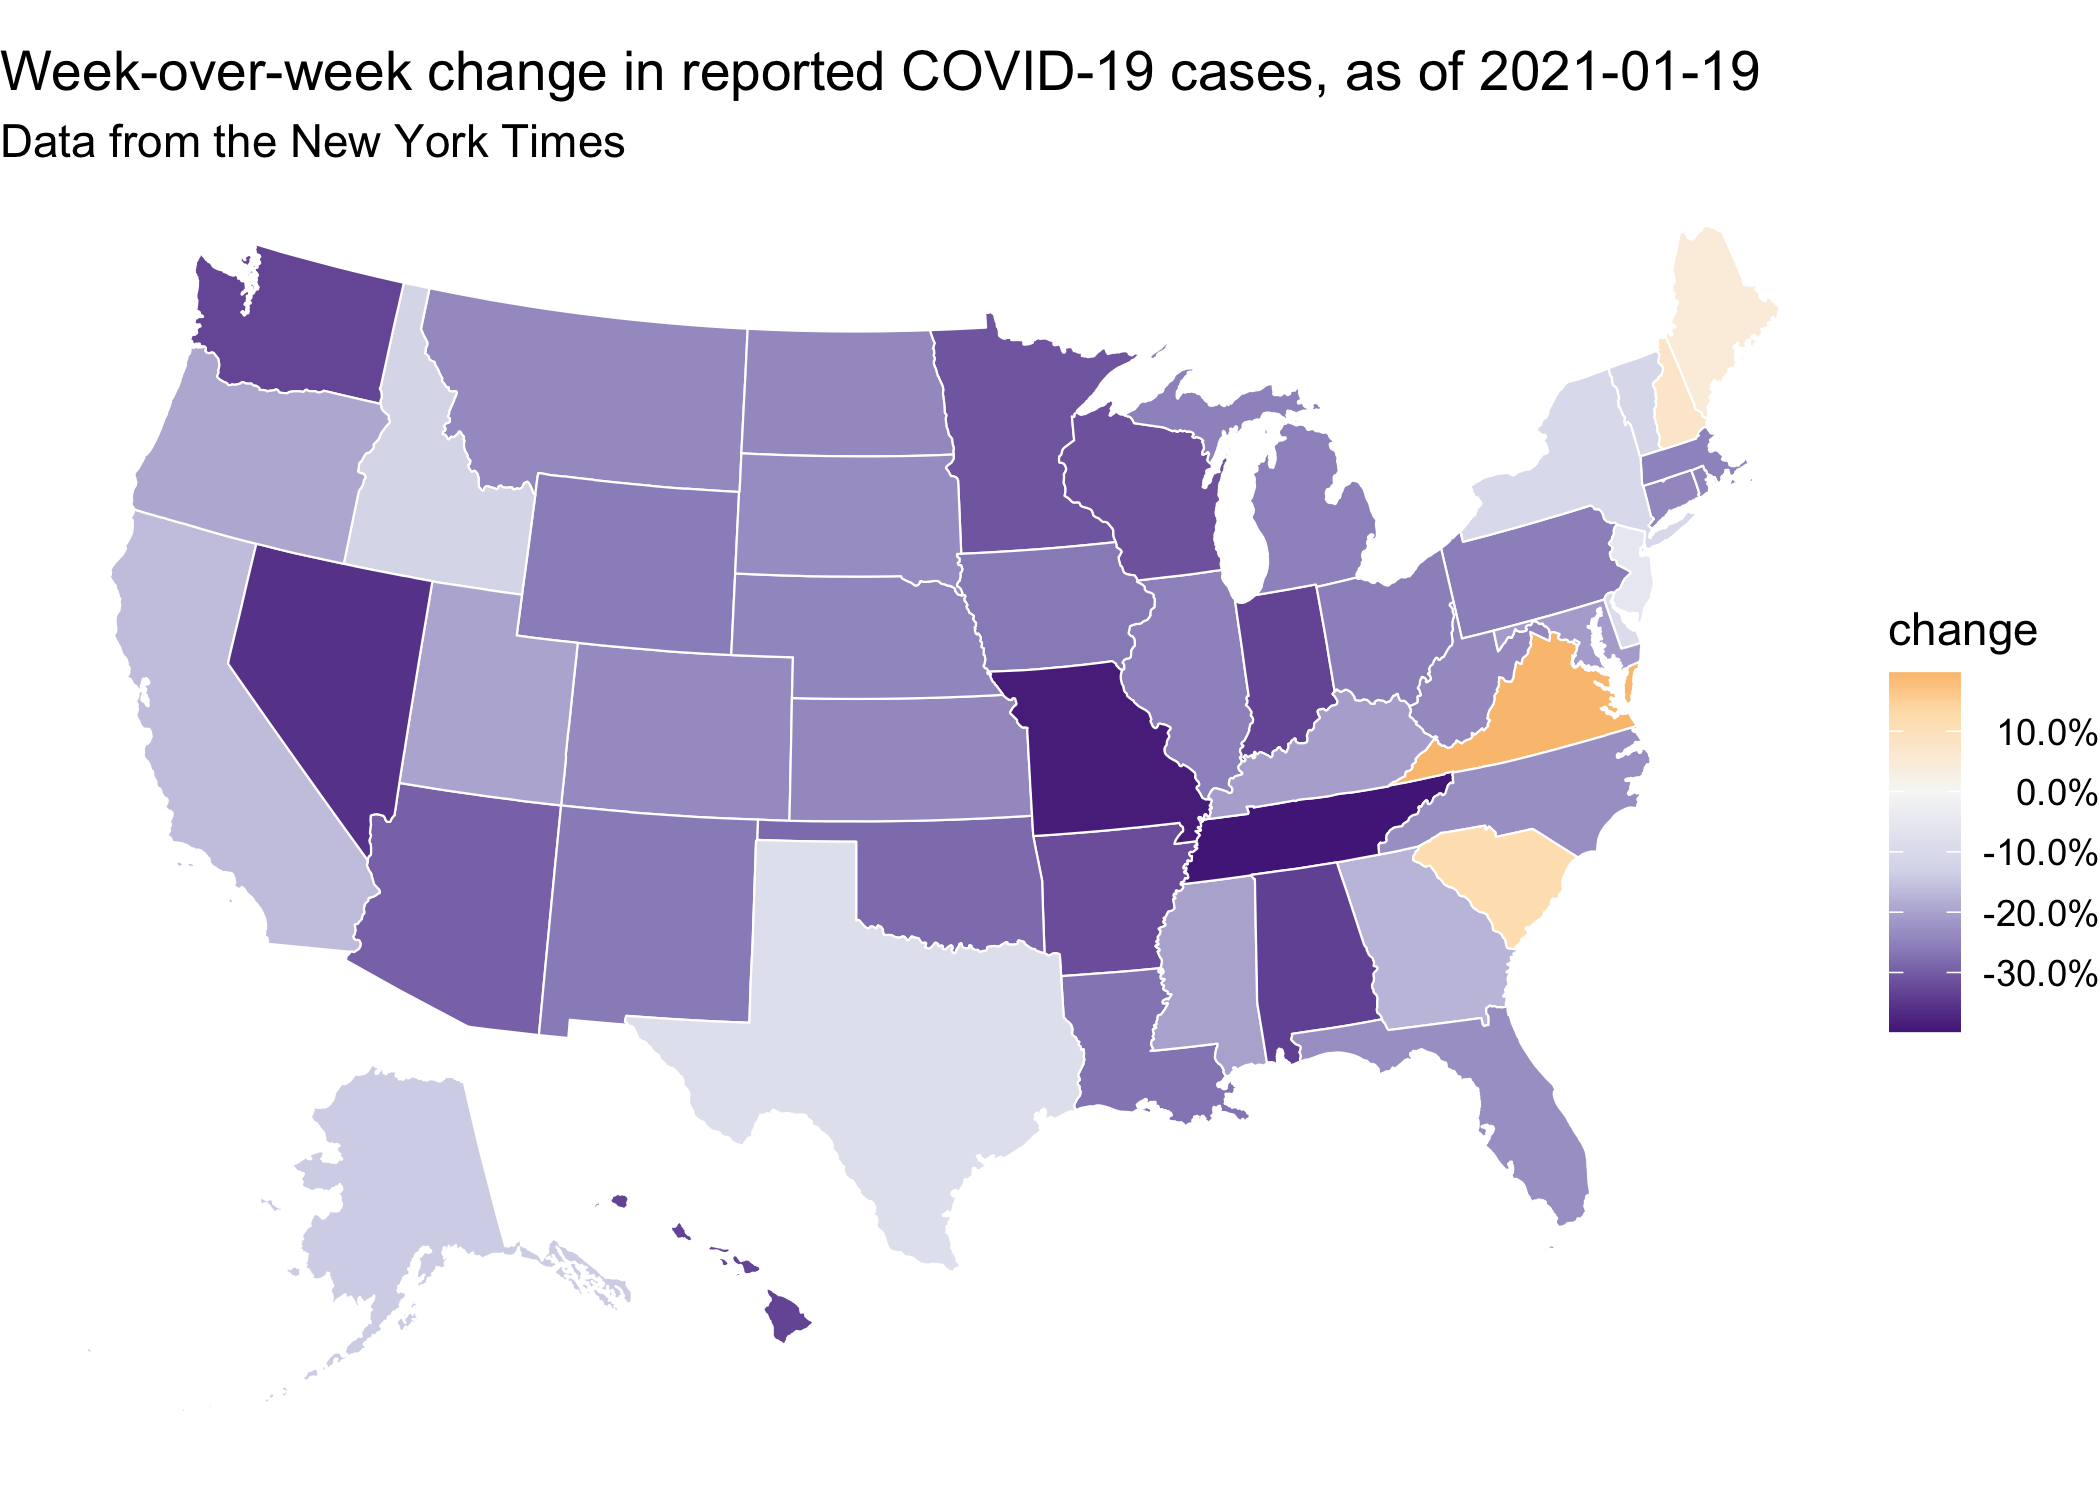 Week-over-week change in reported COVID-19 cases, as of 2021-01-19
Data from the New York Times
change
10.0%
0.0%
-10.0%
-20.0%
-30.0%